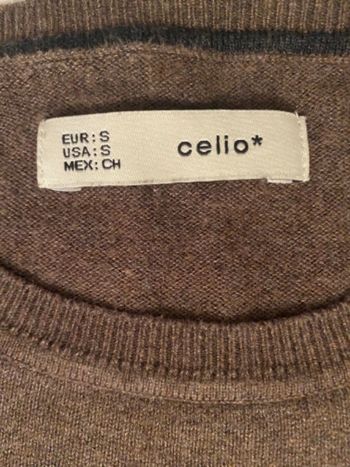 EUR:S
USA:S
MEX:CH
celio*